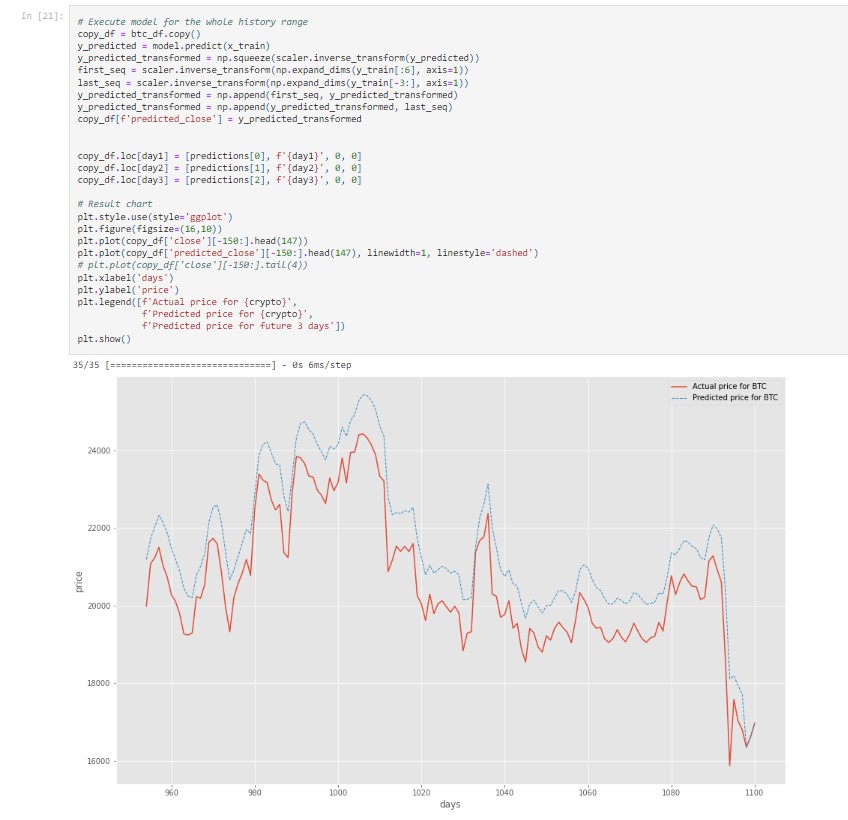 In [21]:
# Execute model for the whole history range
copy_df = btc_df.copy()
y_predicted = model.predict(x_train)
y_predicted_transformed = np.squeeze(scaler.inverse_transform(y_predicted))
first_seq = scaler.inverse_transform(np.expand_dims(y_train[:6], axis=1))
last_seq = scaler.inverse_transform(np.expand_dims(y_train[-3:], axis=1))
y_predicted_transformed = np.append(first_seq, y_predicted_transformed)
y_predicted_transformed = np.append(y_predicted_transformed, last_seq)
copy_df[f'predicted_close'] = y_predicted_transformed
copy_df.loc[day1] = [predictions[0], f'{day1}', 0, 0]
copy_df.loc[day2] = [predictions[1], f'{day2}', 0, 0]
copy_df.loc[day3] = [predictions[2], f'{day3}', 0, 0]
# Result chart
plt.style.use(style='ggplot')
plt.figure(figsize=(16,10))
plt.plot(copy_df['close'][-150:].head(147))
plt.plot(copy_df['predicted_close'][-150:].head(147), linewidth=1, linestyle='dashed')
# plt.plot(copy_df['close'][-150:].tail(4))
plt.xlabel('days')
plt.ylabel('price')
plt.legend([f'Actual price for {crypto}',
f'Predicted price for {crypto}',
f'Predicted price for future 3 days'])
plt.show()
35/35 [==============================] - 0s 6ms/step
Actual price for BTC
Predicted price for BTC
24000
22000
20000
18000
16000
price
960 980 1000 1020 1040 1060 1080 1100
days